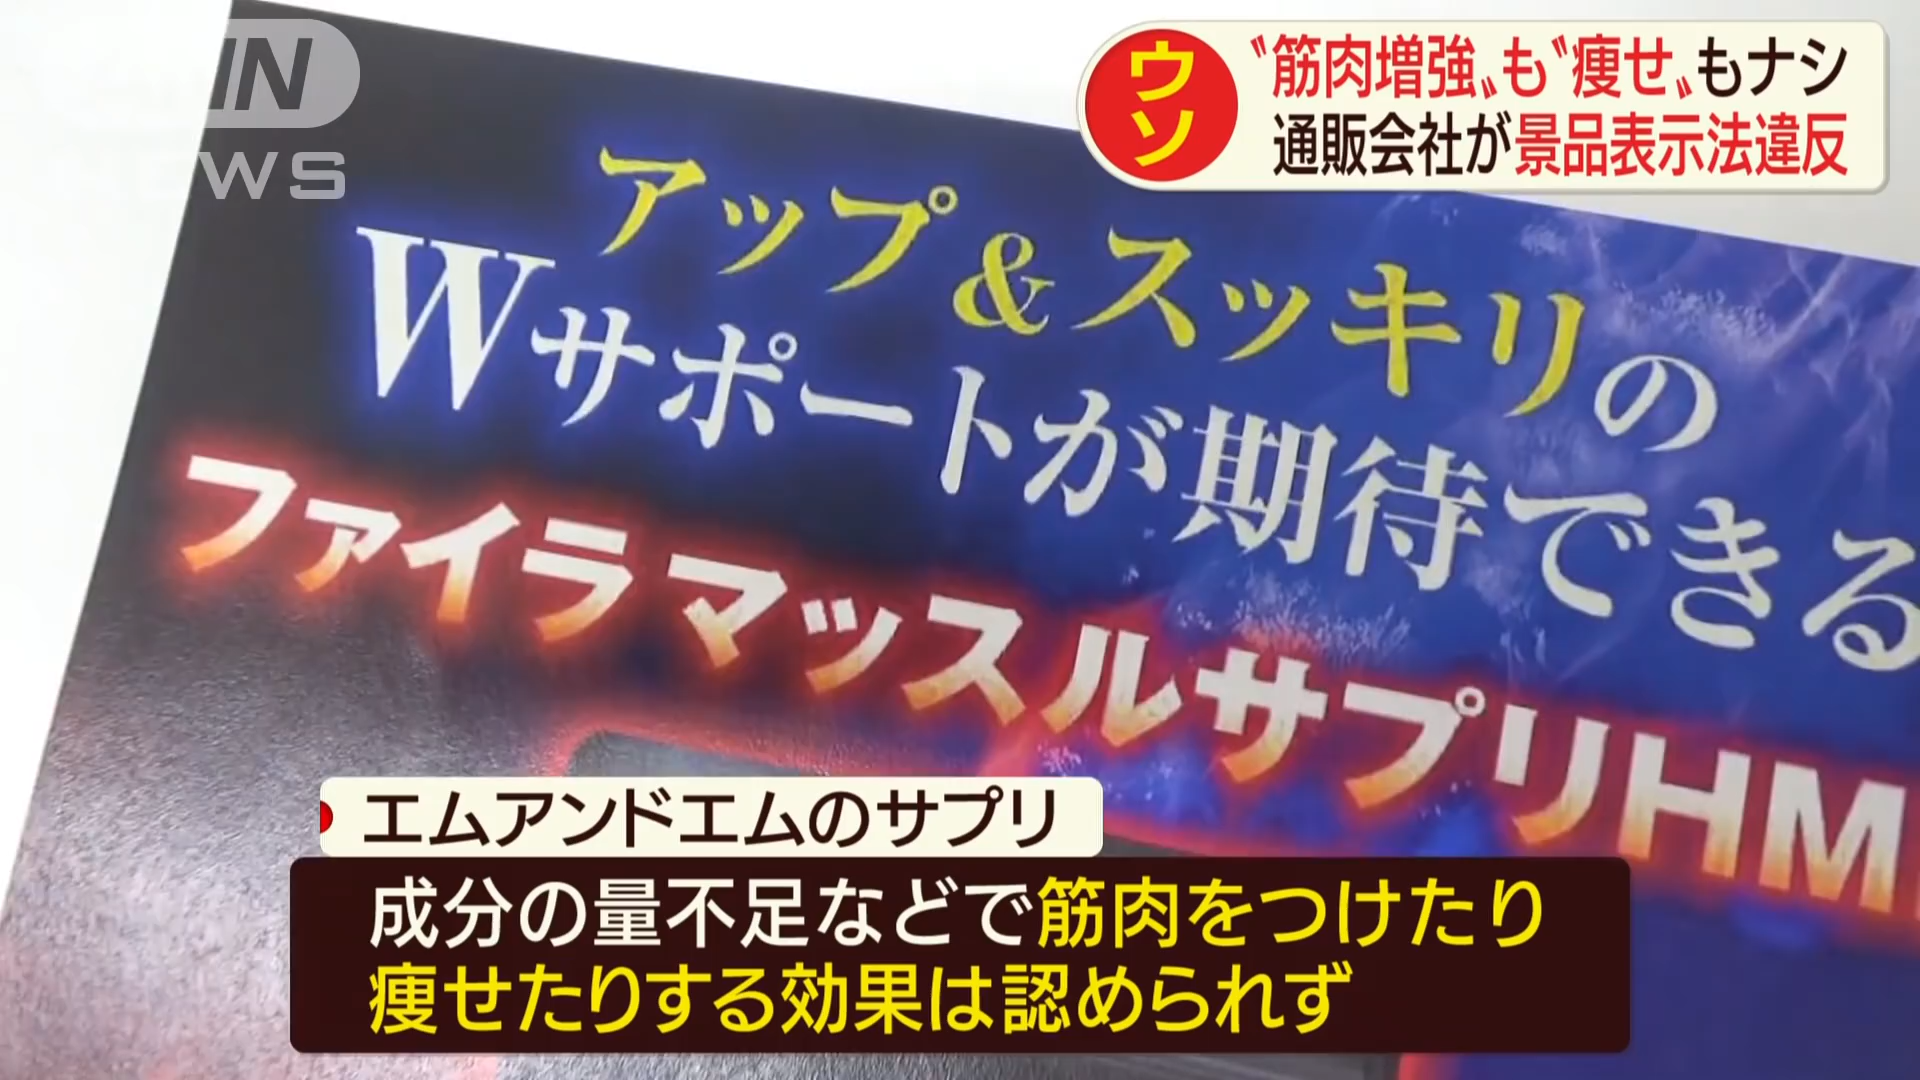 NEWS
ウソ
〝筋肉増強〟も〝痩せ〟もナシ
通販会社が景品表示法違反
アップ&スッキリの
Wサポートが期待できる
ファイラマッスルサプリHM
エムアンドエムのサプリ
成分の量不足などで筋肉をつけたり
痩せたりする効果は認められず